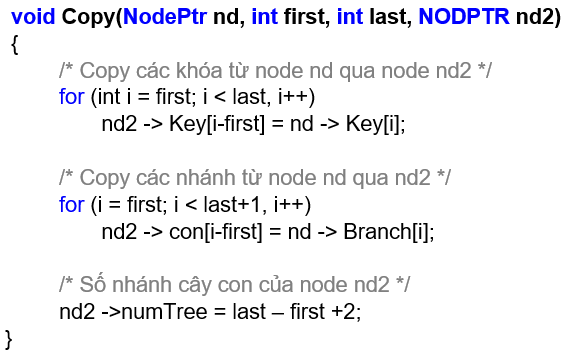 void Copy(NodePtr nd, int first, int last, NODPTR nd2)
{
/* Copy các khóa từ node nd qua node nd2 */
for (int i = first; i < last, i++)
nd2 -> Key[i-first] = nd -> Key[i];
/* Copy các nhánh từ node nd qua nd2 */
for (i = first; i < last+1, i++)
nd2 -> con[i-first] = nd -> Branch[i];
/* Số nhánh cây con của node nd2 */
nd2 ->numTree = last – first +2;
}